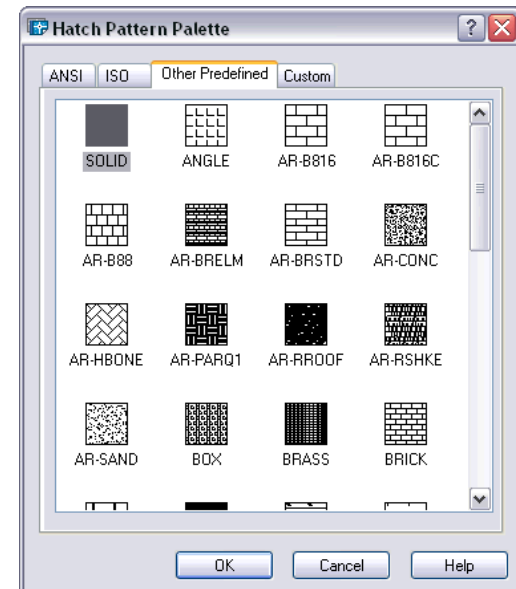 Hatch Pattern Palette
ANSI ISO Other Predefined Custom
SOLID ANGLE AR-B816 AR-B816C
AR-B88 AR-BRELM AR-BRSTD AR-CONC
AR-HBONE AR-PARQ1 AR-RROOF AR-RSHKE
AR-SAND BOX BRASS BRICK
OK Cancel Help